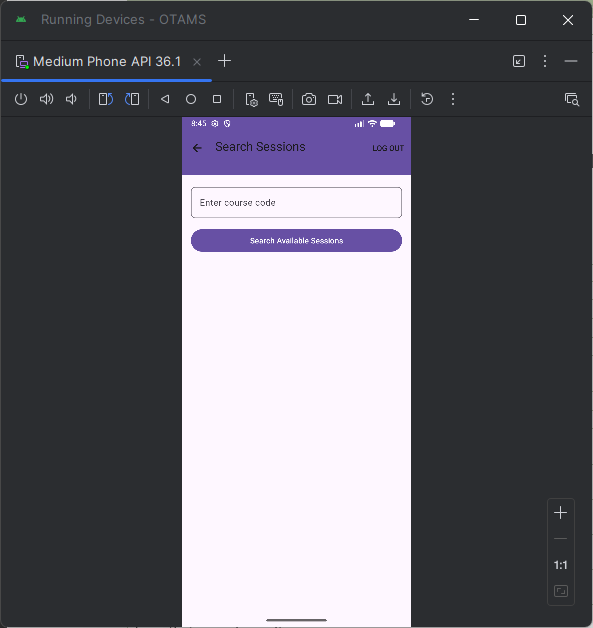 Running Devices - OTAMS
Medium Phone API 36.1
8:45
Search Sessions
LOG OUT
Enter course code
Search Available Sessions
1:1